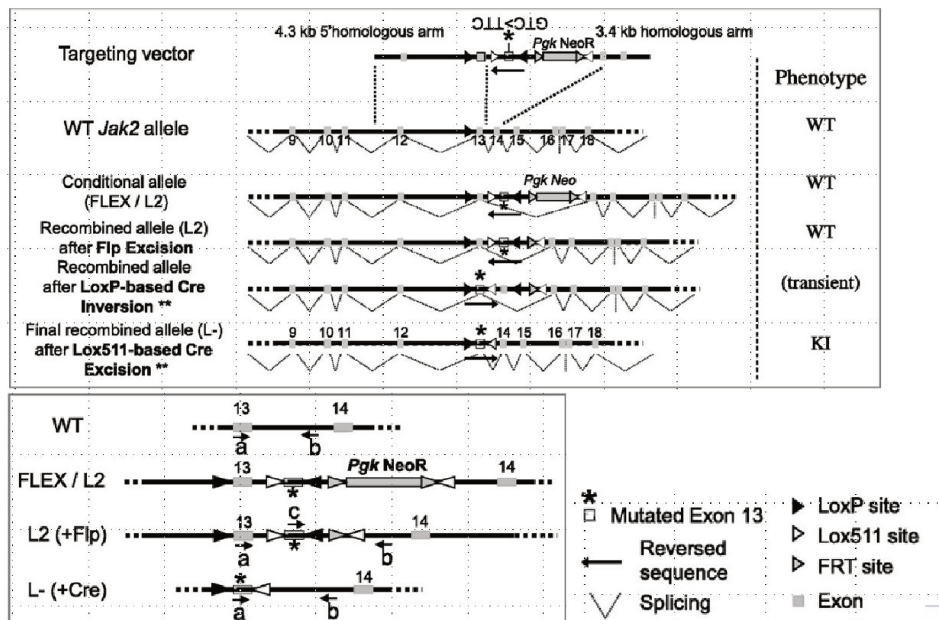 GTC>TTC
4.3 kb 5'homologous arm
*
3.4 kb homologous arm
Targeting vector
Pgk NeoR
Phenotype
WT Jak2 allele
WT
9 10 11 12 13 14 15 16 17 18
Conditional allele
(FLEX / L2)
Pgk Neo
*
WT
Recombined allele (L2)
after Flp Excision
*
WT
Recombined allele
after LoxP-based Cre
Inversion **
*
(transient)
Final recombined allele (L-)
after Lox511-based Cre
Excision **
9 10 11 12 * 14 15 16 17 18
KI
WT
13 14
a b
FLEX / L2
13 Pgk NeoR 14
*
L2 (+Flp)
13 c 14
a * b
L- (+Cre)
* 14
a b
* Mutated Exon 13
Reversed
sequence
Splicing
LoxP site
Lox511 site
FRT site
Exon